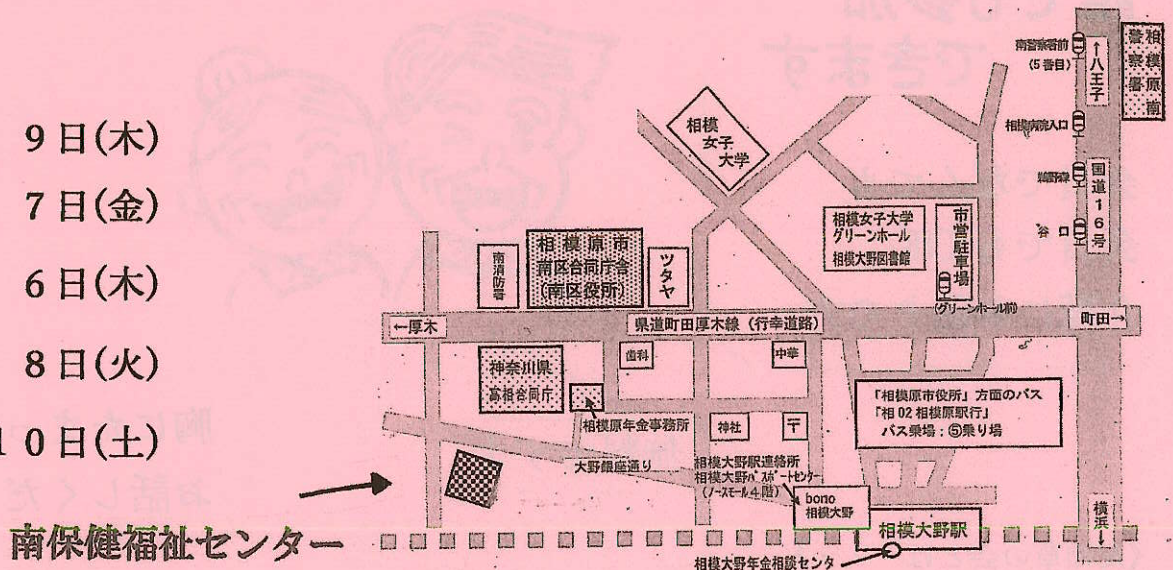 9日(木)
7日(金)
6日(木)
8日(火)
10日(土)
南保健福祉センター
相模
女子
大学
南警察署前
(5番目)
↑八王子
相模原南
警察署
相模病院入口
国道16号
谷口
相模女子大学
グリーンホール
相模大野図書館
市営駐車場
(グリーンホール前)
南消防署
相模原市
南区合同庁舎
(南区役所)
ツタヤ
←厚木
県道町田厚木線(行幸道路)
町田→
神奈川県
高相合同庁
歯科
中華
相模原年金事務所
神社
〒
「相模原市役所」方面のバス
「相02相模原駅行」
バス乗場:⑤乗り場
大野銀座通り
相模大野駅連絡所
相模大野パスポートセンター
(ノースモール4階)
bono
相模大野
相模大野駅
横浜↓
相模大野年金相談センタ